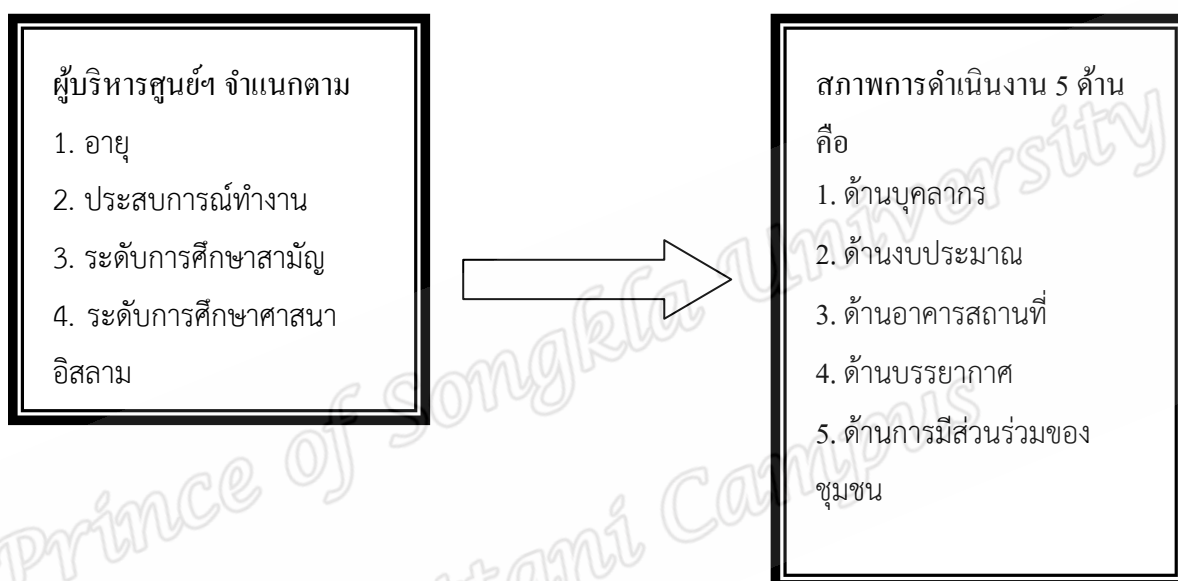 ผู้บริหารศูนย์ฯ จำแนกตาม
1. อายุ
2. ประสบการณ์ทำงาน
3. ระดับการศึกษาสามัญ
4. ระดับการศึกษาศาสนา
อิสลาม
สภาพการดำเนินงาน 5 ด้าน
คือ
1. ด้านบุคลากร
2. ด้านงบประมาณ
3. ด้านอาคารสถานที่
4. ด้านบรรยากาศ
5. ด้านการมีส่วนร่วมของ
ชุมชน
Prince of Songkla University
Campus